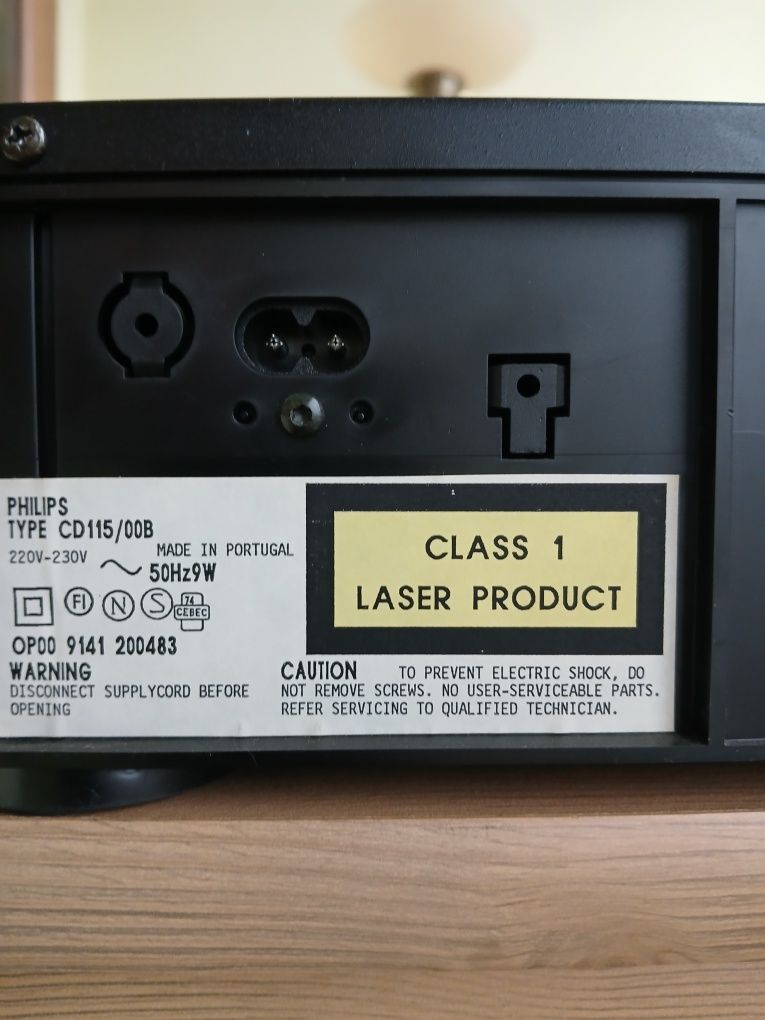 PHILIPS
TYPE CD115/00B
220V-230V MADE IN PORTUGAL
50Hz9W
FI N S 74 CEBEC
OP00 9141 200483
WARNING
DISCONNECT SUPPLYCORD BEFORE
OPENING
CLASS 1
LASER PRODUCT
CAUTION TO PREVENT ELECTRIC SHOCK, DO
NOT REMOVE SCREWS. NO USER-SERVICEABLE PARTS.
REFER SERVICING TO QUALIFIED TECHNICIAN.